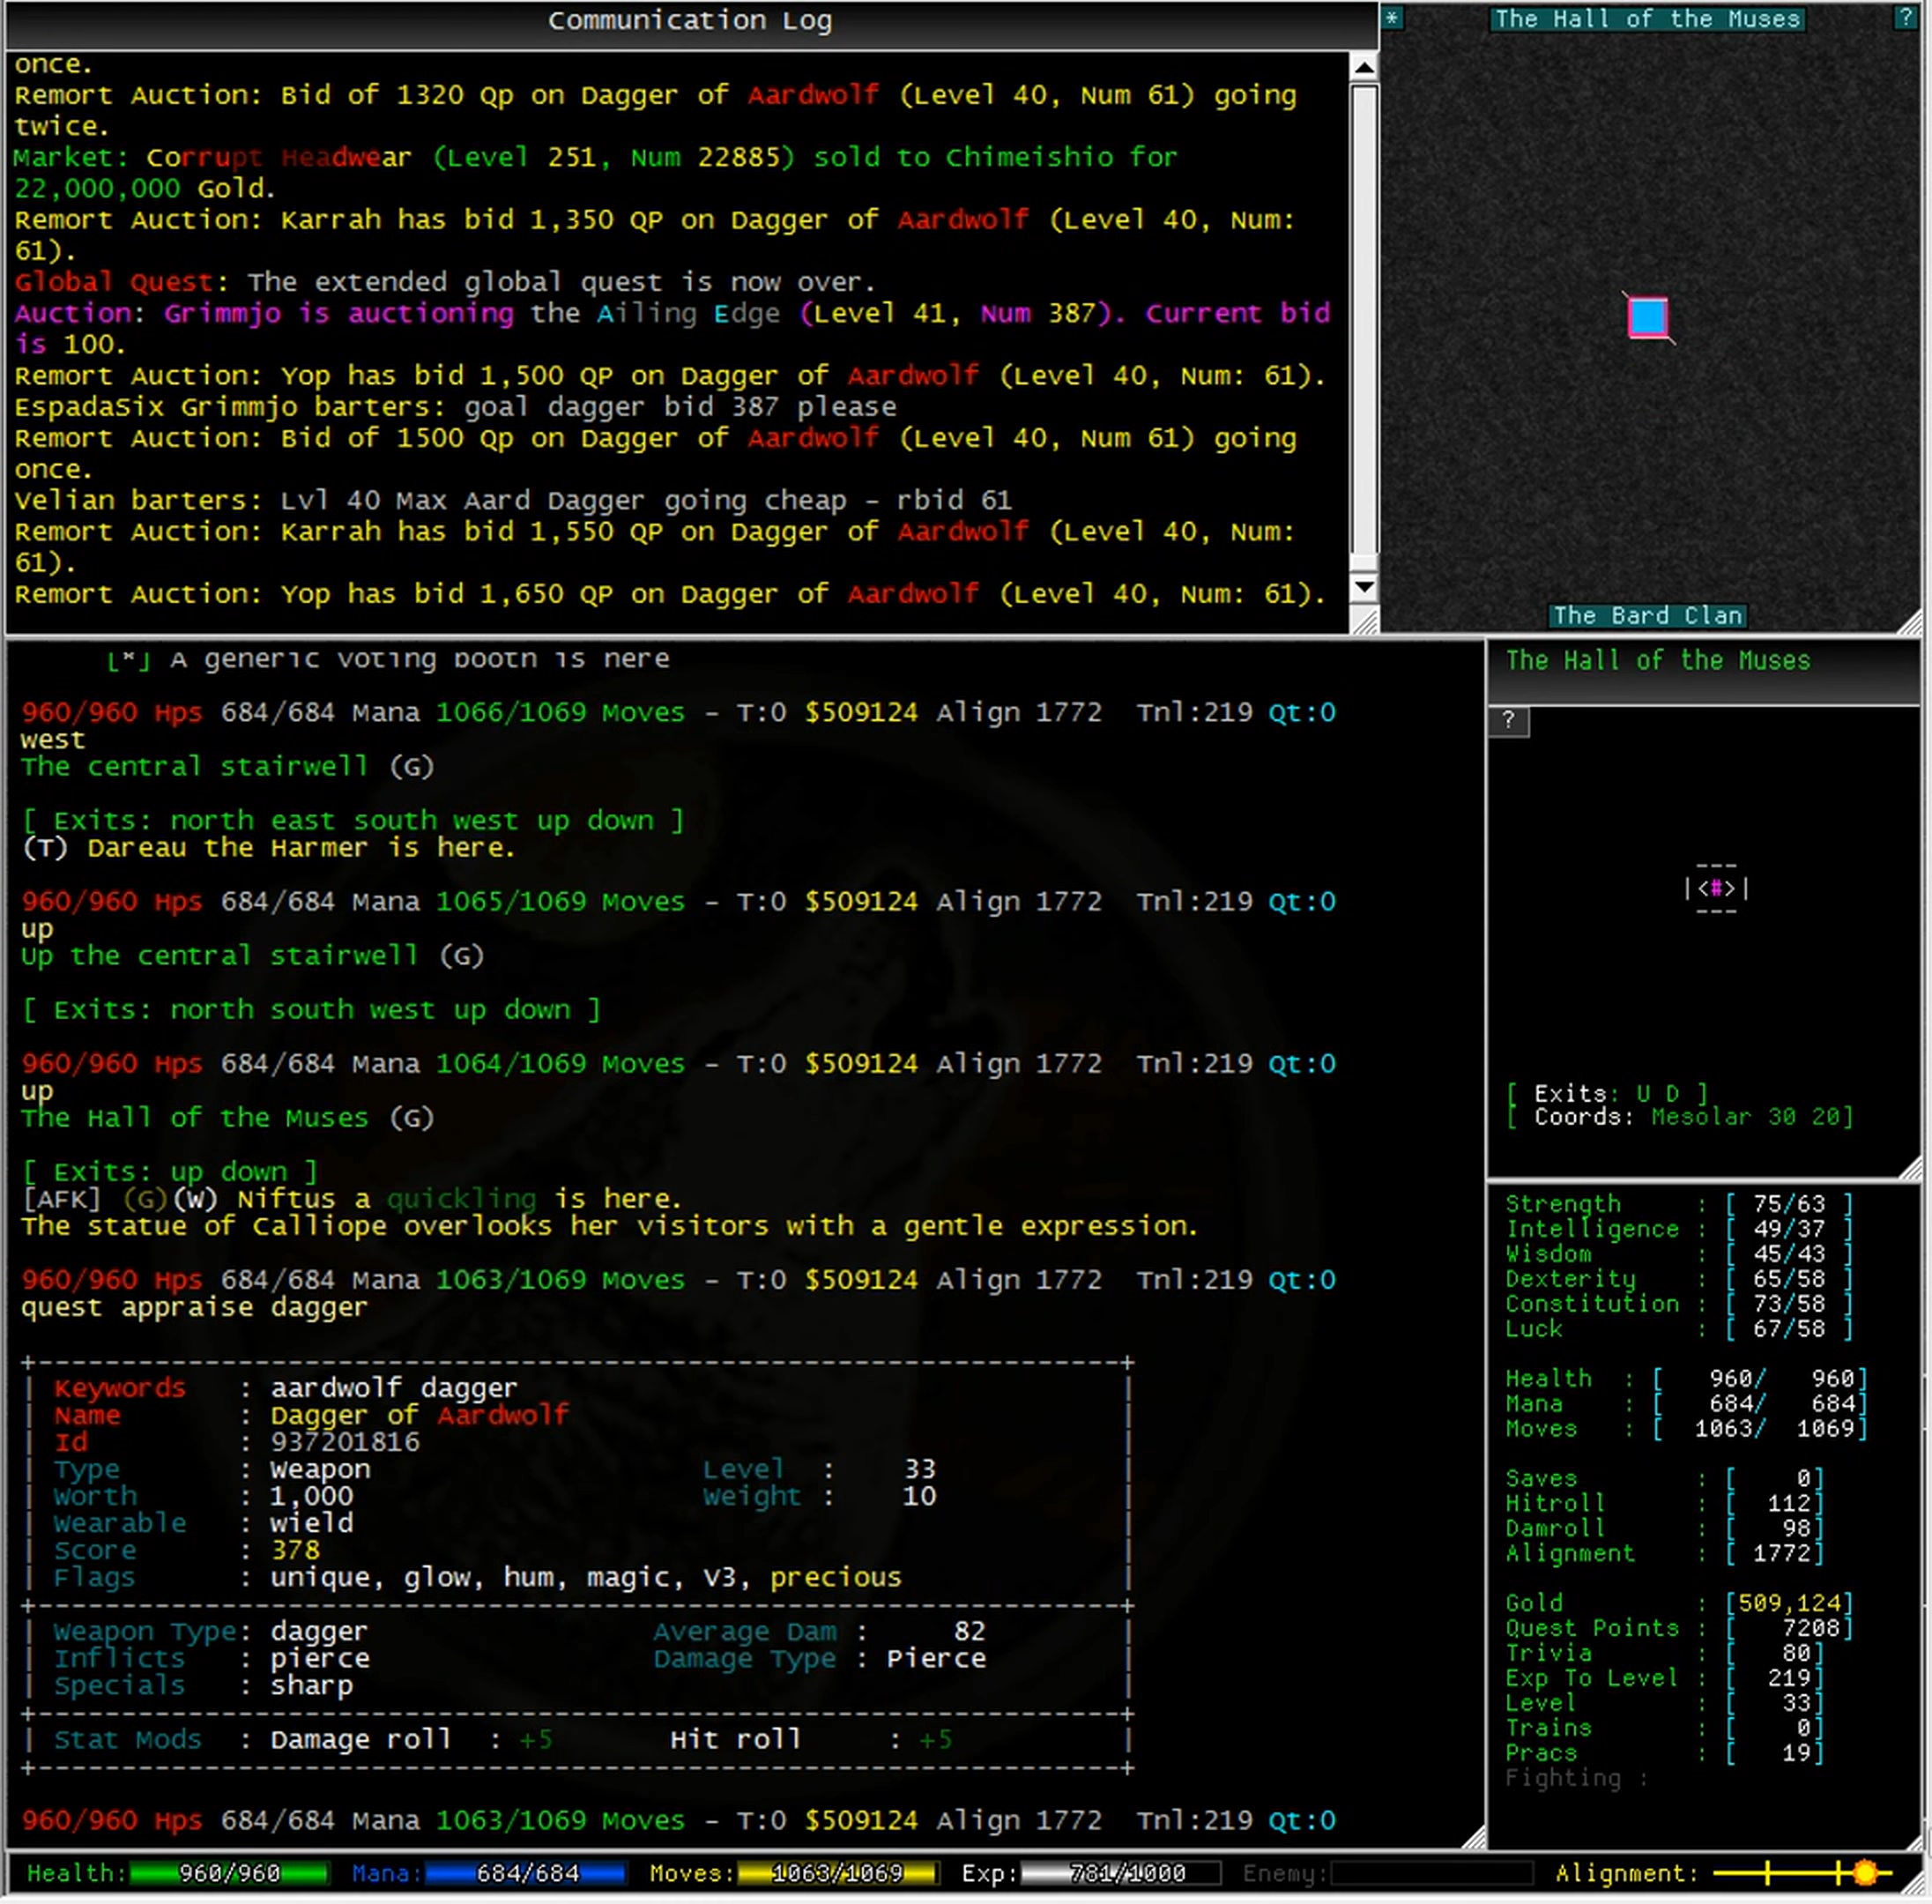 Communication Log
once.
Remort Auction: Bid of 1320 Qp on Dagger of Aardwolf (Level 40, Num 61) going
twice.
Market: Corrupt Headwear (Level 251, Num 22885) sold to Chimeishio for
22,000,000 Gold.
Remort Auction: Karrah has bid 1,350 QP on Dagger of Aardwolf (Level 40, Num:
61).
Global Quest: The extended global quest is now over.
Auction: Grimmjo is auctioning the Ailing Edge (Level 41, Num 387). Current bid
is 100.
Remort Auction: Yop has bid 1,500 QP on Dagger of Aardwolf (Level 40, Num: 61).
EspadaSix Grimmjo barters: goal dagger bid 387 please
Remort Auction: Bid of 1500 Qp on Dagger of Aardwolf (Level 40, Num 61) going
once.
Velian barters: Lvl 40 Max Aard Dagger going cheap - rbid 61
Remort Auction: Karrah has bid 1,550 QP on Dagger of Aardwolf (Level 40, Num:
61).
Remort Auction: Yop has bid 1,650 QP on Dagger of Aardwolf (Level 40, Num: 61).
* The Hall of the Muses ?
The Bard Clan
[*] A generic voting booth is here
960/960 Hps 684/684 Mana 1066/1069 Moves - T:0 $509124 Align 1772 Tnl:219 Qt:0
west
The central stairwell (G)
[ Exits: north east south west up down ]
(T) Dareau the Harmer is here.
960/960 Hps 684/684 Mana 1065/1069 Moves - T:0 $509124 Align 1772 Tnl:219 Qt:0
up
Up the central stairwell (G)
[ Exits: north south west up down ]
960/960 Hps 684/684 Mana 1064/1069 Moves - T:0 $509124 Align 1772 Tnl:219 Qt:0
up
The Hall of the Muses (G)
[ Exits: up down ]
[AFK] (G)(W) Niftus a quickling is here.
The statue of Calliope overlooks her visitors with a gentle expression.
960/960 Hps 684/684 Mana 1063/1069 Moves - T:0 $509124 Align 1772 Tnl:219 Qt:0
quest appraise dagger
+-------------------------------------------------------------------+
| Keywords : aardwolf dagger |
| Name : Dagger of Aardwolf |
| Id : 937201816 |
| Type : Weapon Level : 33 |
| Worth : 1,000 Weight : 10 |
| Wearable : wield |
| Score : 378 |
| Flags : unique, glow, hum, magic, V3, precious |
+-------------------------------------------------------------------+
| Weapon Type: dagger Average Dam : 82 |
| Inflicts : pierce Damage Type : Pierce |
| Specials : sharp |
+-------------------------------------------------------------------+
| Stat Mods : Damage roll : +5 Hit roll : +5 |
+-------------------------------------------------------------------+
960/960 Hps 684/684 Mana 1063/1069 Moves - T:0 $509124 Align 1772 Tnl:219 Qt:0
The Hall of the Muses
?
---
|<#>|
---
[ Exits: U D ]
[ Coords: Mesolar 30 20]
Strength : [ 75/63 ]
Intelligence : [ 49/37 ]
Wisdom : [ 45/43 ]
Dexterity : [ 65/58 ]
Constitution : [ 73/58 ]
Luck : [ 67/58 ]
Health : [ 960/ 960]
Mana : [ 684/ 684]
Moves : [ 1063/ 1069]
Saves : [ 0]
Hitroll : [ 112]
Damroll : [ 98]
Alignment : [ 1772]
Gold : [509,124]
Quest Points : [ 7208]
Trivia : [ 80]
Exp To Level : [ 219]
Level : [ 33]
Trains : [ 0]
Pracs : [ 19]
Fighting :
Health: 960/960 Mana: 684/684 Moves: 1063/1069 Exp: 781/1000 Enemy: Alignment: